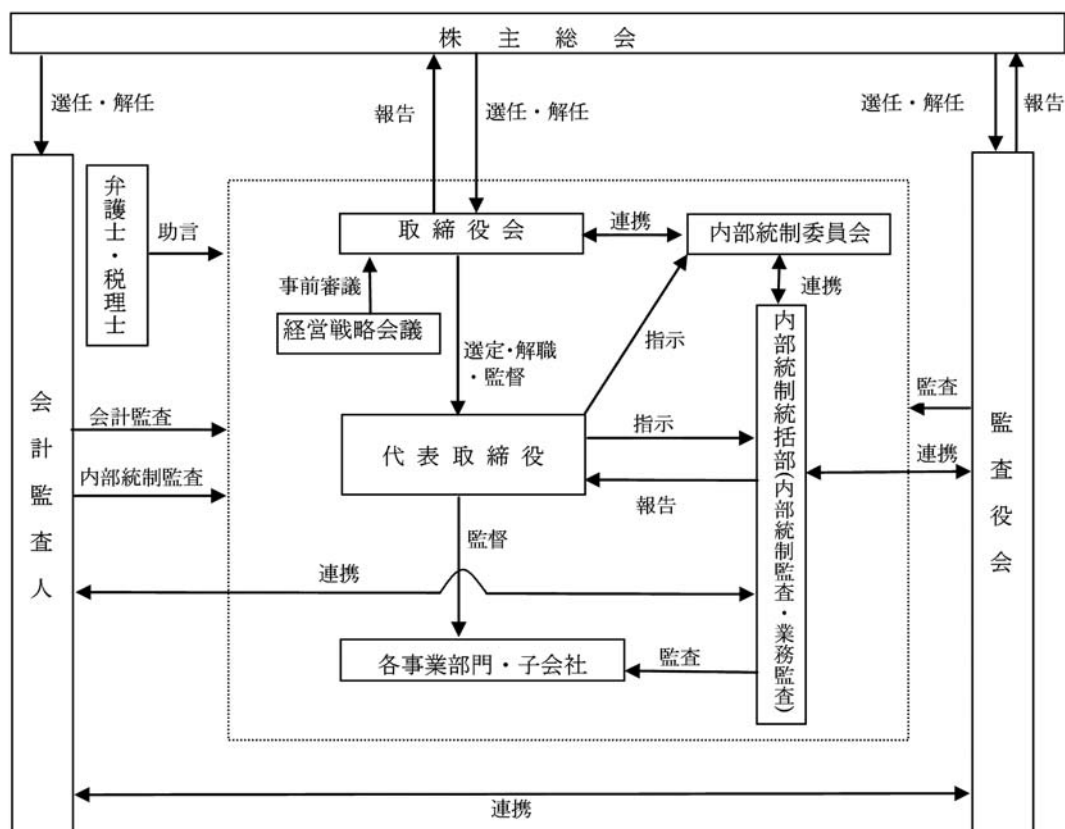 株主総会
選任・解任
報告
選任・解任
選任・解任
報告
弁護士・税理士
助言
取締役会
連携
内部統制委員会
事前審議
経営戦略会議
選定・解職
・監督
連携
指示
会計監査人
会計監査
内部統制監査
代表取締役
指示
報告
内部統制統括部(内部統制監査・業務監査)
監査
連携
監査役会
監督
連携
各事業部門・子会社
監査
連携